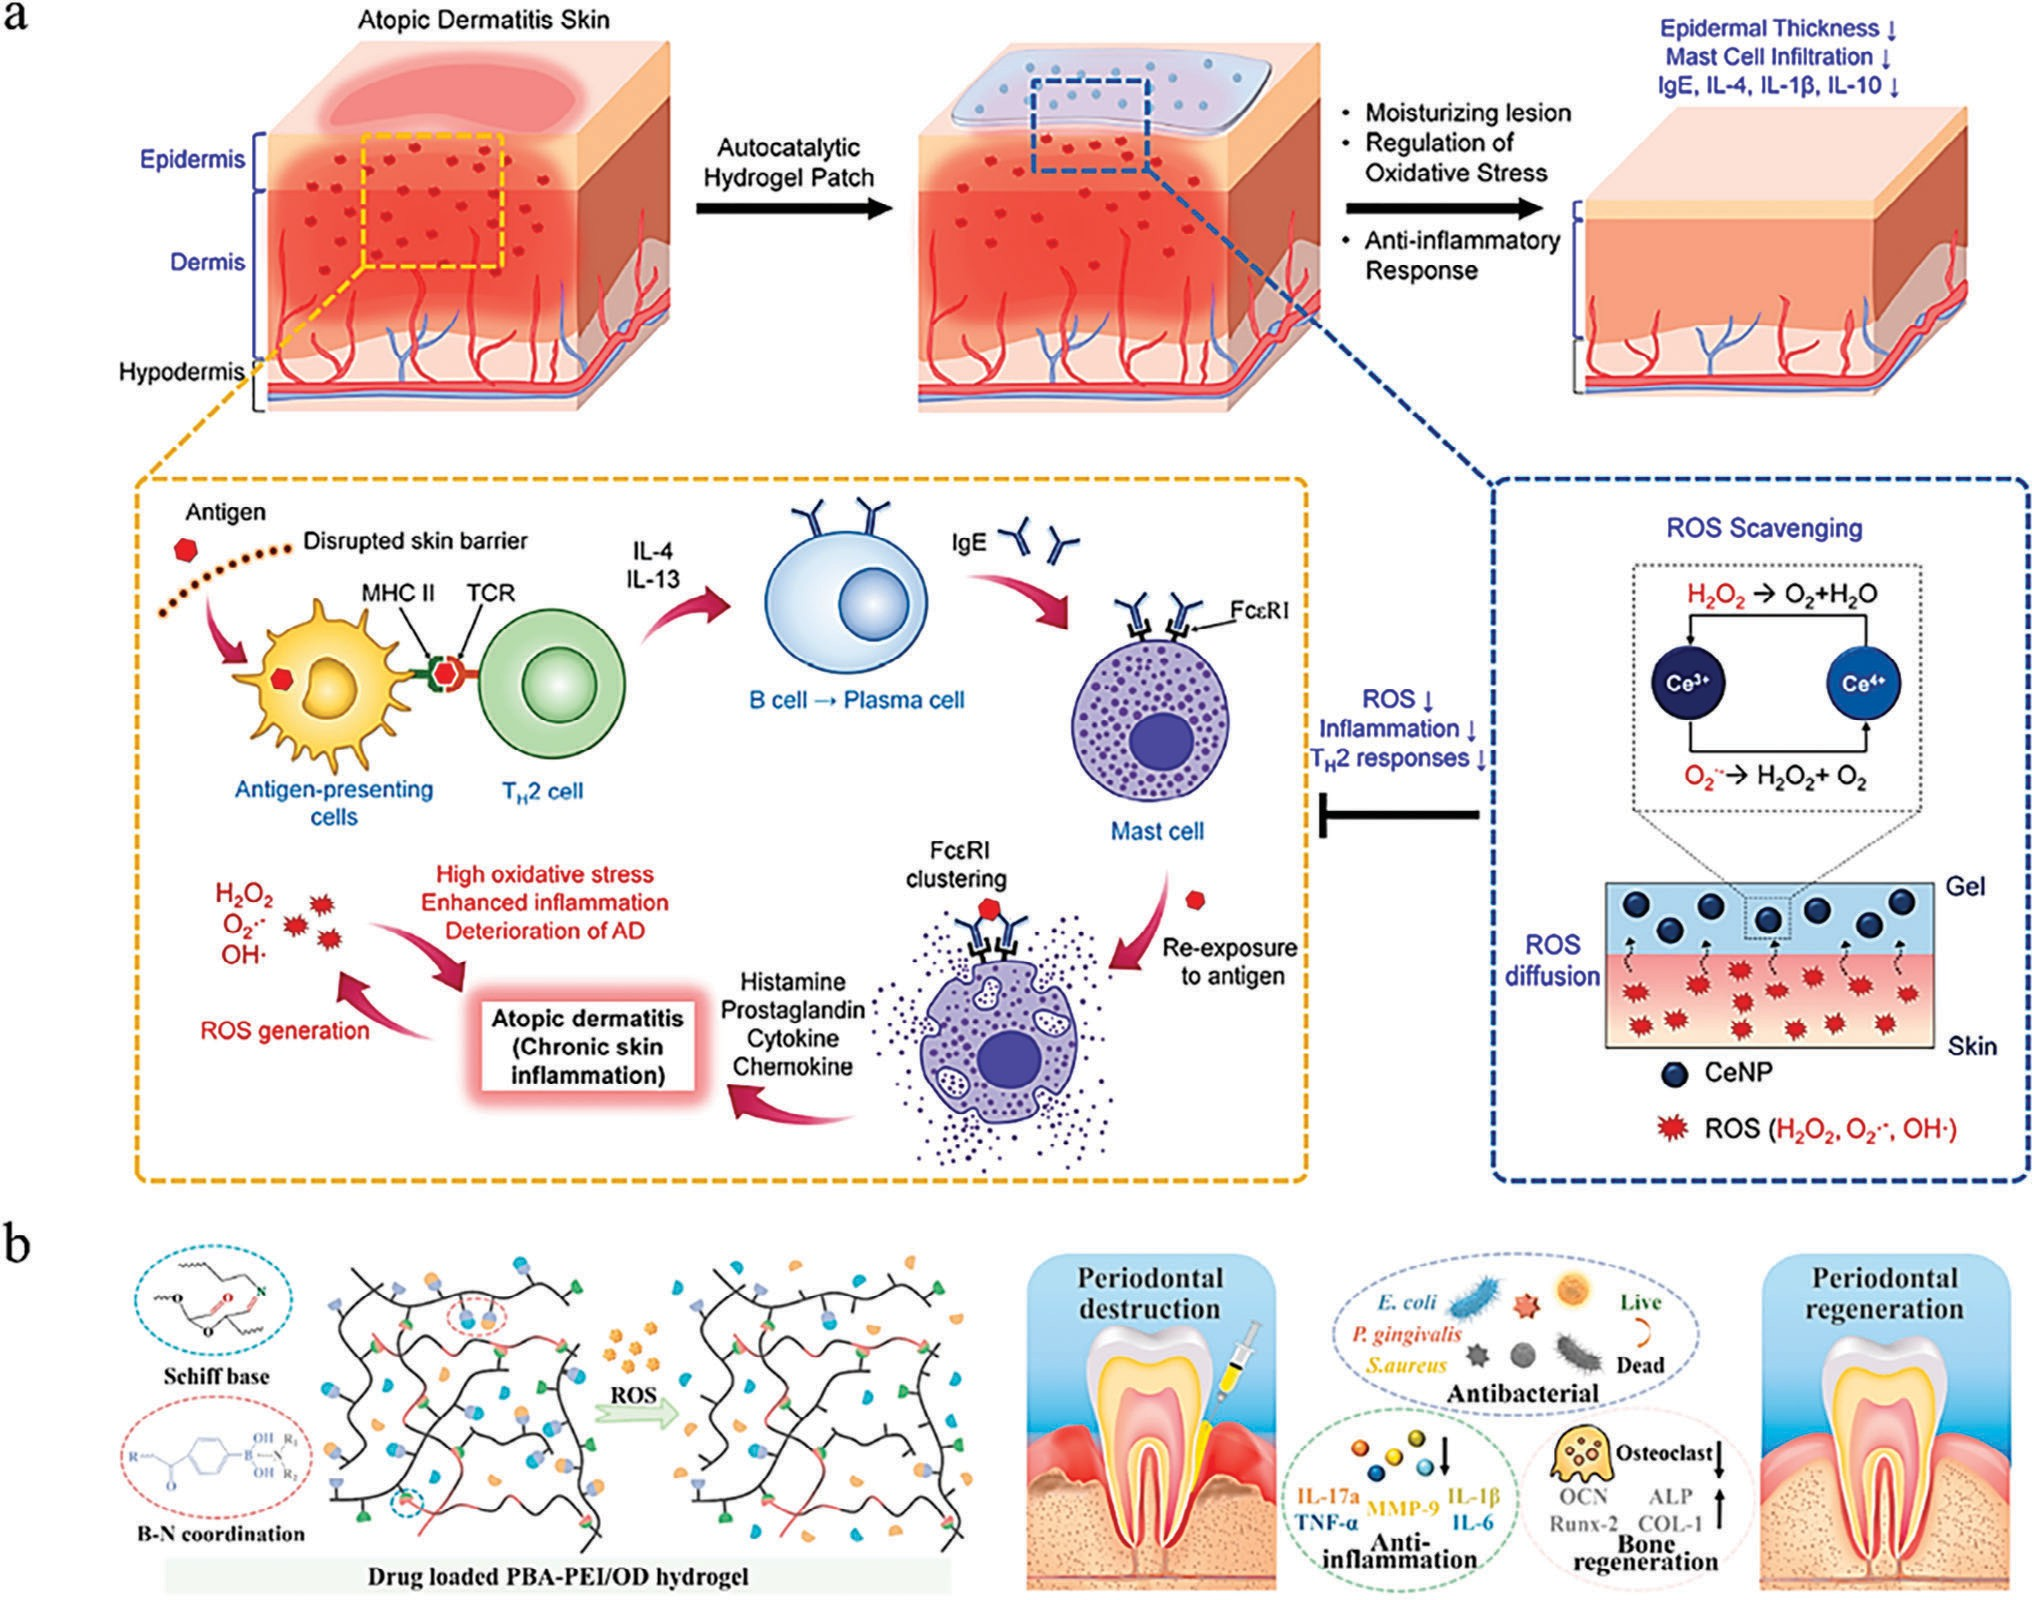 a
Atopic Dermatitis Skin
Epidermis
Dermis
Hypodermis
Autocatalytic
Hydrogel Patch
• Moisturizing lesion
• Regulation of
Oxidative Stress
• Anti-inflammatory
Response
Epidermal Thickness ↓
Mast Cell Infiltration ↓
IgE, IL-4, IL-1β, IL-10 ↓
Antigen
Disrupted skin barrier
MHC II
TCR
Antigen-presenting
cells
TH2 cell
IL-4
IL-13
B cell → Plasma cell
IgE
FcεRI
Mast cell
Re-exposure
to antigen
FcεRI
clustering
Histamine
Prostaglandin
Cytokine
Chemokine
Atopic dermatitis
(Chronic skin
inflammation)
High oxidative stress
Enhanced inflammation
Deterioration of AD
H2O2
O2•-
OH·
ROS generation
ROS ↓
Inflammation ↓
TH2 responses ↓
ROS Scavenging
H2O2 → O2+H2O
Ce3+
Ce4+
O2•-→ H2O2+ O2
Gel
ROS
diffusion
Skin
CeNP
ROS (H2O2, O2•-, OH·)
b
N
O
O
O
Schiff base
R
O
OH
B
N
OH
R1
R2
B-N coordination
ROS
Drug loaded PBA-PEI/OD hydrogel
Periodontal
destruction
E. coli
P. gingivalis
S.aureus
Live
Dead
Antibacterial
IL-17a
MMP-9
IL-1β
TNF-α
IL-6
Anti-
inflammation
Osteoclast
OCN
ALP
Runx-2
COL-1
Bone
regeneration
Periodontal
regeneration